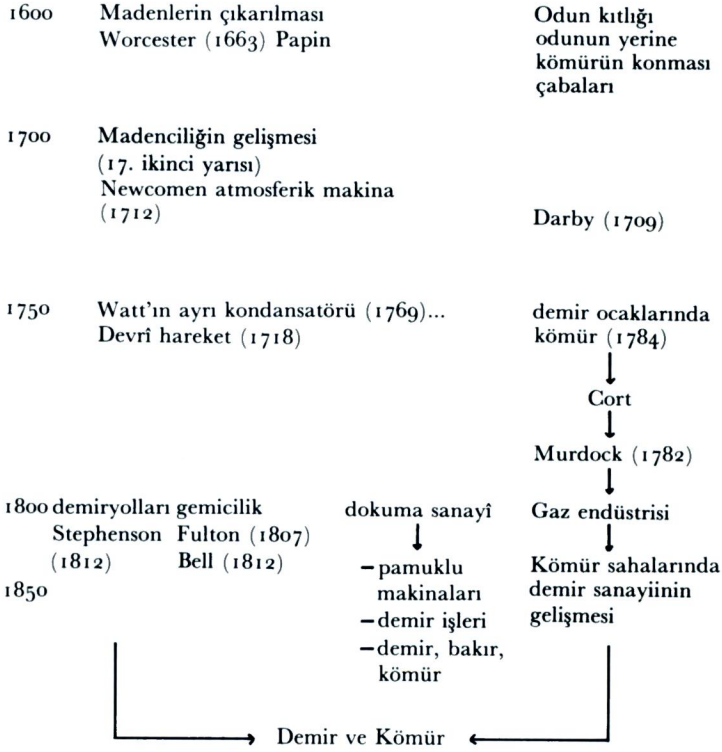 1600 Madenlerin çıkarılması
Worcester (1663) Papin
Odun kıtlığı
odunun yerine
kömürün konması
çabaları
1700 Madenciliğin gelişmesi
(17. ikinci yarısı)
Newcomen atmosferik makina
(1712)
Darby (1709)
1750 Watt'ın ayrı kondansatörü (1769)...
Devrî hareket (1718)
demir ocaklarında
kömür (1784)
Cort
Murdock (1782)
1800 demiryolları gemicilik
Stephenson Fulton (1807)
(1812) Bell (1812)
1850
dokuma sanayî
–pamuklu
makinaları
–demir işleri
–demir, bakır,
kömür
Gaz endüstrisi
Kömür sahalarında
demir sanayiinin
gelişmesi
Demir ve Kömür